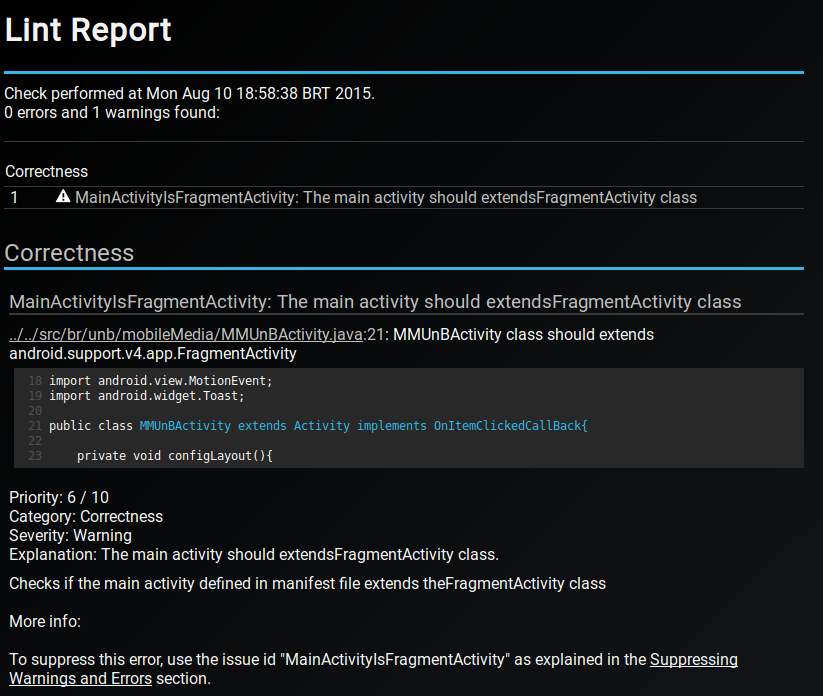 Lint Report
Check performed at Mon Aug 10 18:58:38 BRT 2015.
0 errors and 1 warnings found:
Correctness
1 MainActivityIsFragmentActivity: The main activity should extendsFragmentActivity class
Correctness
MainActivityIsFragmentActivity: The main activity should extendsFragmentActivity class
../../src/br/unb/mobileMedia/MMUnBActivity.java:21: MMUnBActivity class should extends
android.support.v4.app.FragmentActivity
18 import android.view.MotionEvent;
19 import android.widget.Toast;
20
21 public class MMUnBActivity extends Activity implements OnItemClickedCallBack{
22
23 private void configLayout(){
Priority: 6 / 10
Category: Correctness
Severity: Warning
Explanation: The main activity should extendsFragmentActivity class.
Checks if the main activity defined in manifest file extends theFragmentActivity class
More info:
To suppress this error, use the issue id "MainActivityIsFragmentActivity" as explained in the Suppressing
Warnings and Errors section.